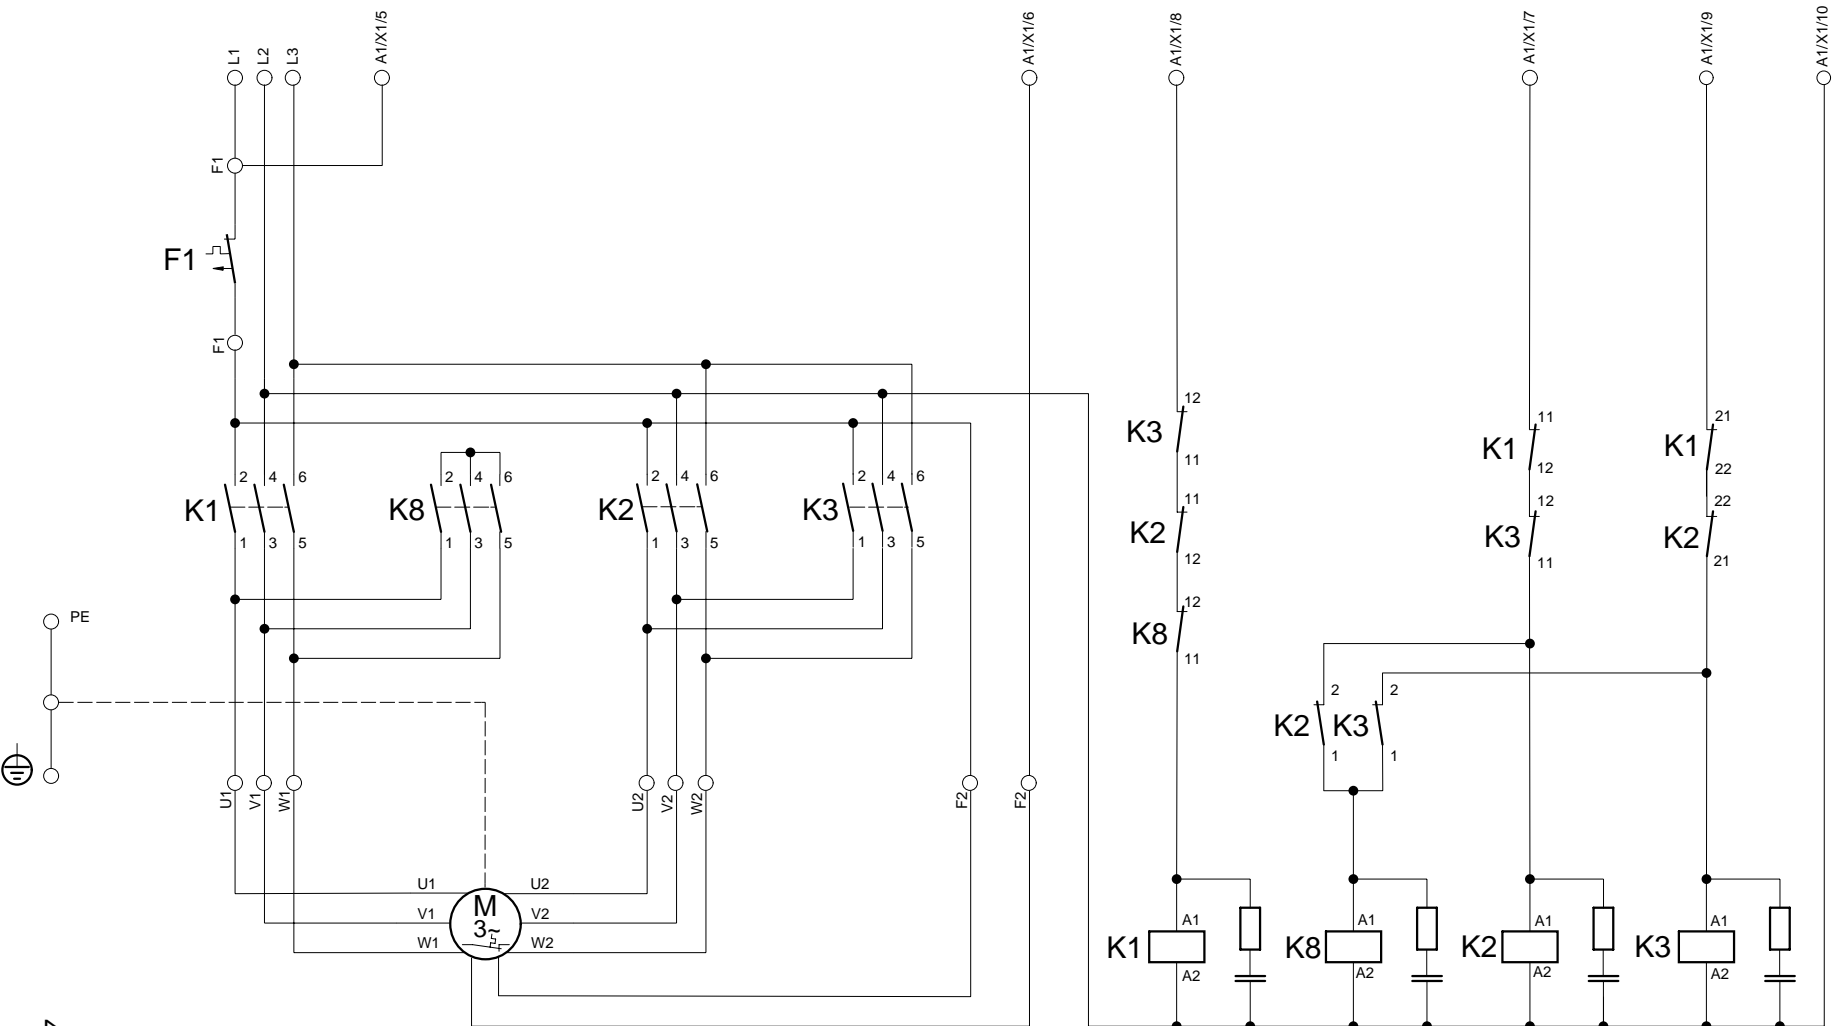 L1 L2 L3 A1/X1/5 A1/X1/6 A1/X1/8 A1/X1/7 A1/X1/9 A1/X1/10
F1
F1
F1
12
K3
11
11
K1
12
21
K1
22
2 4 6
K1
1 3 5
2 4 6
K8
1 3 5
2 4 6
K2
1 3 5
2 4 6
K3
1 3 5
11
K2
12
12
K3
11
22
K2
21
12
K8
11
PE
2
K2
1
2
K3
1
U1 V1 W1 U2 V2 W2 F2 F2
U1 U2
V1 V2
W1 W2
M
3~
A1
K1
A2
A1
K8
A2
A1
K2
A2
A1
K3
A2